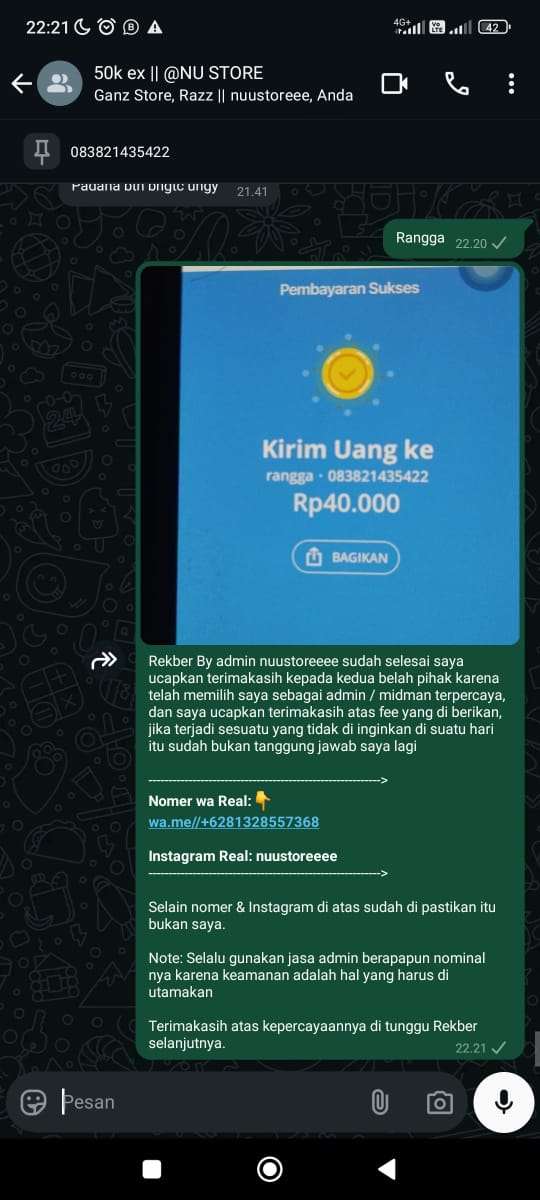 22:21
4G+
Vo
LTE
42
50k ex || @NU STORE
Ganz Store, Razz || nuustoreee, Anda
083821435422
Padana btn bngtc ungy 21.41
Rangga 22.20
Pembayaran Sukses
Kirim Uang ke
rangga · 083821435422
Rp40.000
BAGIKAN
Rekber By admin nuustoreeee sudah selesai saya
ucapkan terimakasih kepada kedua belah pihak karena
telah memilih saya sebagai admin / midman terpercaya,
dan saya ucapkan terimakasih atas fee yang di berikan,
jika terjadi sesuatu yang tidak di inginkan di suatu hari
itu sudah bukan tanggung jawab saya lagi
---------------------------------------------------------->
Nomer wa Real:👇
wa.me//+6281328557368
Instagram Real: nuustoreeee
---------------------------------------------------------->
Selain nomer & Instagram di atas sudah di pastikan itu
bukan saya.
Note: Selalu gunakan jasa admin berapapun nominal
nya karena keamanan adalah hal yang harus di
utamakan
Terimakasih atas kepercayaannya di tunggu Rekber
selanjutnya. 22.21
Pesan